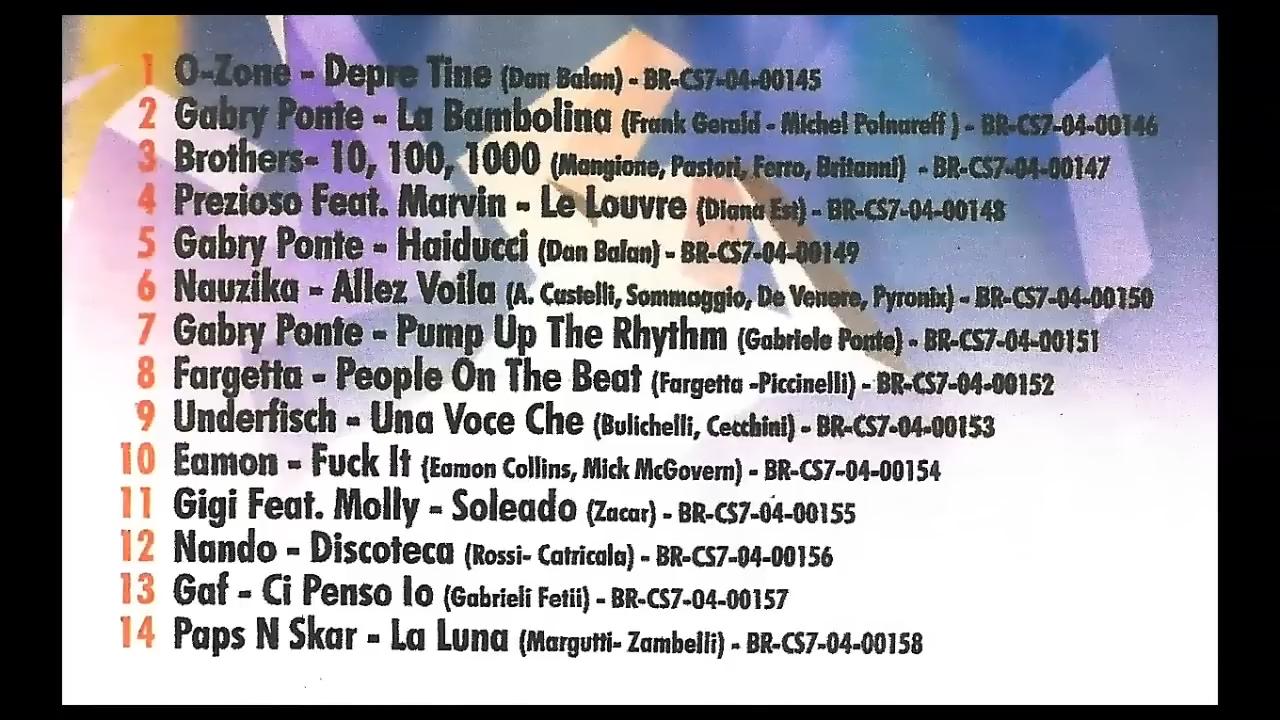 1 O-Zone - Depre Tine (Dan Balan) - BR-CS7-04-00145
2 Gabry Ponte - La Bambolina (Frank Gerald - Michel Polnareff ) - BR-CS7-04-00146
3 Brothers- 10, 100, 1000 (Mangione, Pastori, Ferro, Britanni) - BR-CS7-04-00147
4 Prezioso Feat. Marvin - Le Louvre (Diana Est) - BR-CS7-04-00148
5 Gabry Ponte - Haiducci (Dan Balan) - BR-CS7-04-00149
6 Nauzika - Allez Voila (A. Castelli, Sommaggio, De Venere, Pyronix) - BR-CS7-04-00150
7 Gabry Ponte - Pump Up The Rhythm (Gabriele Ponte) - BR-CS7-04-00151
8 Fargetta - People On The Beat (Fargetta -Piccinelli) - BR-CS7-04-00152
9 Underfisch - Una Voce Che (Bulichelli, Cecchini) - BR-CS7-04-00153
10 Eamon - Fuck It (Eamon Collins, Mick McGovern) - BR-CS7-04-00154
11 Gigi Feat. Molly - Soleado (Zacar) - BR-CS7-04-00155
12 Nando - Discoteca (Rossi- Catricala) - BR-CS7-04-00156
13 Gaf - Ci Penso Io (Gabrieli Fetii) - BR-CS7-04-00157
14 Paps N Skar - La Luna (Margutti- Zambelli) - BR-CS7-04-00158